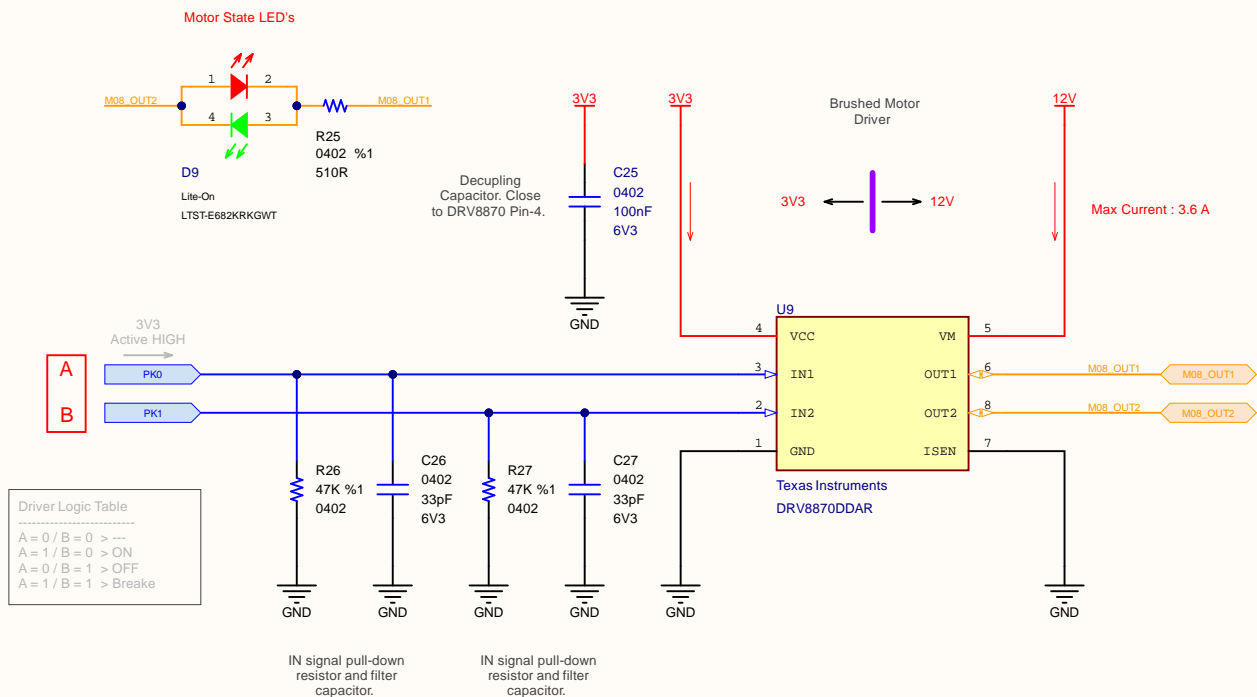 Motor State LED's
1
2
M08_OUT2
M08_OUT1
4
3
R25
0402 %1
510R
D9
Lite-On
LTST-E682KRKGWT
3V3
Decupling
Capacitor. Close
to DRV8870 Pin-4.
C25
0402
100nF
6V3
GND
3V3
Brushed Motor
Driver
3V3
12V
12V
Max Current : 3.6 A
3V3
Active HIGH
A
B
PK0
PK1
U9
4
VCC
VM
5
3
IN1
OUT1
6
M08_OUT1
M08_OUT1
2
IN2
OUT2
8
M08_OUT2
M08_OUT2
1
GND
ISEN
7
Texas Instruments
DRV8870DDAR
R26
47K %1
0402
C26
0402
33pF
6V3
R27
47K %1
0402
C27
0402
33pF
6V3
Driver Logic Table
--------------------------
A = 0 / B = 0 > ---
A = 1 / B = 0 > ON
A = 0 / B = 1 > OFF
A = 1 / B = 1 > Breake
GND
GND
GND
GND
GND
GND
IN signal pull-down
resistor and filter
capacitor.
IN signal pull-down
resistor and filter
capacitor.